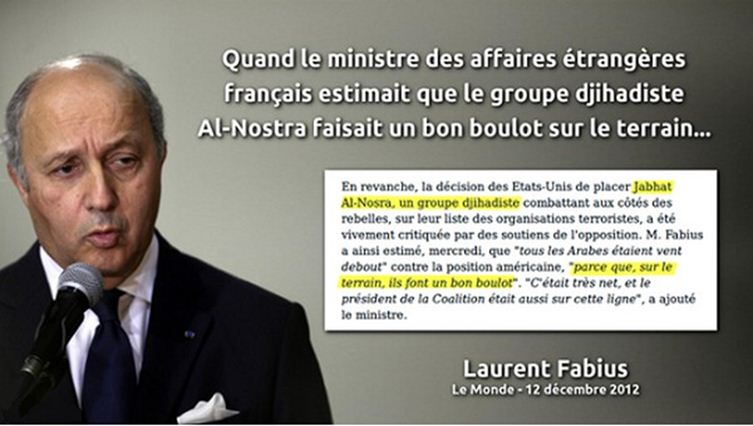 Quand le ministre des affaires étrangères
français estimait que le groupe djihadiste
Al-Nostra faisait un bon boulot sur le terrain...
En revanche, la décision des Etats-Unis de placer Jabhat
Al-Nosra, un groupe djihadiste combattant aux côtés des
rebelles, sur leur liste des organisations terroristes, a été
vivement critiquée par des soutiens de l'opposition. M. Fabius
a ainsi estimé, mercredi, que "tous les Arabes étaient vent
debout" contre la position américaine, "parce que, sur le
terrain, ils font un bon boulot". "C'était très net, et le
président de la Coalition était aussi sur cette ligne", a ajouté
le ministre.
Laurent Fabius
Le Monde - 12 décembre 2012